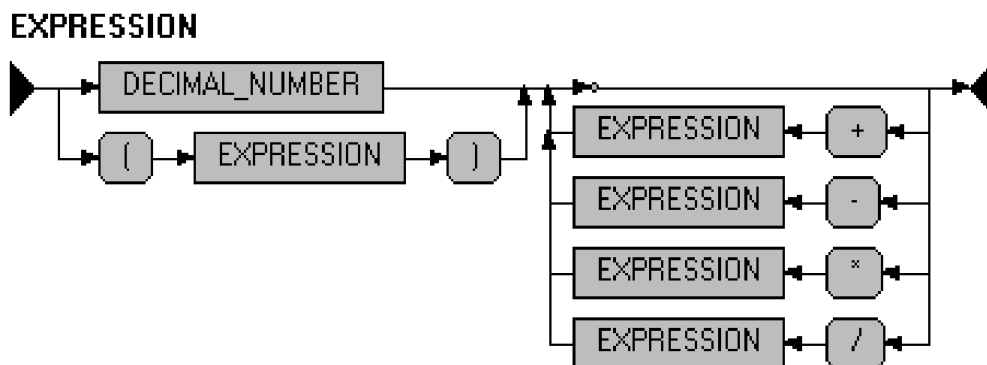 EXPRESSION
DECIMAL_NUMBER
( EXPRESSION )
EXPRESSION +
EXPRESSION -
EXPRESSION *
EXPRESSION /